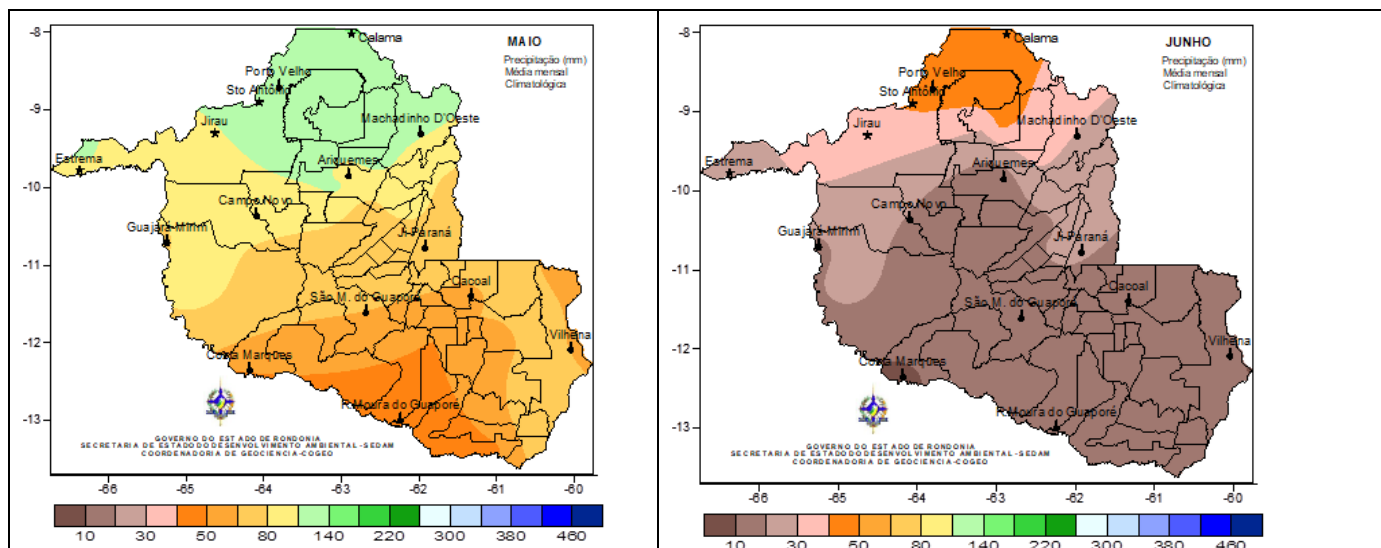 MAIO
Precipitação (mm)
Média mensal
Climatológica
-8
-9
-10
-11
-12
-13
Calama
Porto Velho
Sto Antônio
Jirau
Machadinho D'Oeste
Estrema
Ariquemes
Campo Novo
Guajará-Mirim
Ji Paraná
Cacoal
São M. do Guaporé
Vilhena
Costa Marques
R.Moura do Guaporé
GOVERNO DO ESTADO DE RONDONIA
SECRETARIA DE ESTADO DO DESENVOLVIMENTO AMBIENTAL -SEDAM
COORDENADORIA DE GEOCIENCIA-COGEO
-66 -65 -64 -63 -62 -61 -60
10 30 50 80 140 220 300 380 460
JUNHO
Precipitação (mm)
Média mensal
Climatológica
-8
-9
-10
-11
-12
-13
Calama
Porto Velho
Sto Antônio
Jirau
Machadinho D'Oeste
Estrema
Ariquemes
Campo Novo
Guajará-Mirim
Ji Paraná
Cacoal
São M. do Guaporé
Vilhena
Costa Marques
R.Moura do Guaporé
GOVERNO DO ESTADO DE RONDONIA
SECRETARIA DE ESTADO DO DESENVOLVIMENTO AMBIENTAL -SEDAM
COORDENADORIA DE GEOCIENCIA-COGEO
-66 -65 -64 -63 -62 -61 -60
10 30 50 80 140 220 300 380 460